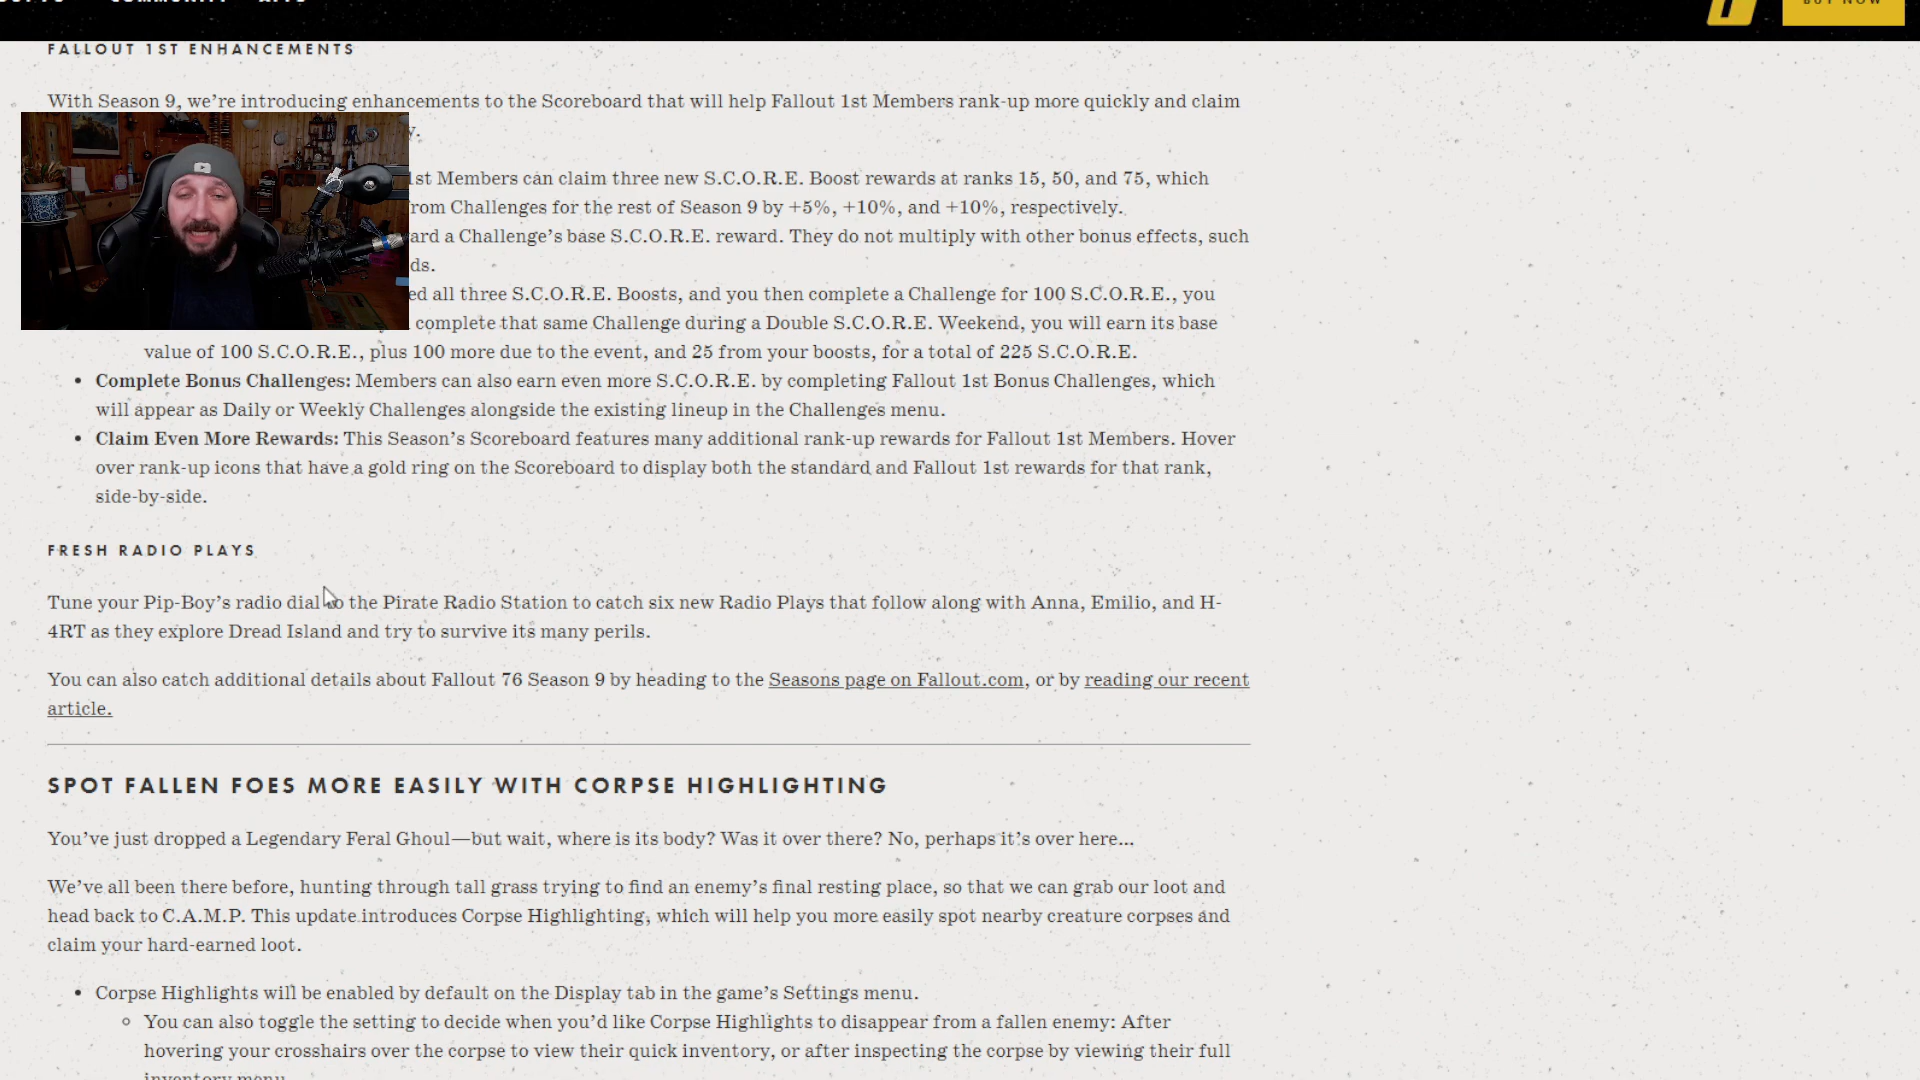 BUY NOW
FALLOUT 1ST ENHANCEMENTS
With Season 9, we’re introducing enhancements to the Scoreboard that will help Fallout 1st Members rank-up more quickly and claim
1st Members can claim three new S.C.O.R.E. Boost rewards at ranks 15, 50, and 75, which
from Challenges for the rest of Season 9 by +5%, +10%, and +10%, respectively.
a Challenge’s base S.C.O.R.E. reward. They do not multiply with other bonus effects, such
all three S.C.O.R.E. Boosts, and you then complete a Challenge for 100 S.C.O.R.E., you
complete that same Challenge during a Double S.C.O.R.E. Weekend, you will earn its base
value of 100 S.C.O.R.E., plus 100 more due to the event, and 25 from your boosts, for a total of 225 S.C.O.R.E.
• Complete Bonus Challenges: Members can also earn even more S.C.O.R.E. by completing Fallout 1st Bonus Challenges, which
will appear as Daily or Weekly Challenges alongside the existing lineup in the Challenges menu.
• Claim Even More Rewards: This Season’s Scoreboard features many additional rank-up rewards for Fallout 1st Members. Hover
over rank-up icons that have a gold ring on the Scoreboard to display both the standard and Fallout 1st rewards for that rank,
side-by-side.
FRESH RADIO PLAYS
Tune your Pip-Boy’s radio dial to the Pirate Radio Station to catch six new Radio Plays that follow along with Anna, Emilio, and H-
4RT as they explore Dread Island and try to survive its many perils.
You can also catch additional details about Fallout 76 Season 9 by heading to the Seasons page on Fallout.com, or by reading our recent
article.
SPOT FALLEN FOES MORE EASILY WITH CORPSE HIGHLIGHTING
You’ve just dropped a Legendary Feral Ghoul—but wait, where is its body? Was it over there? No, perhaps it’s over here...
We’ve all been there before, hunting through tall grass trying to find an enemy’s final resting place, so that we can grab our loot and
head back to C.A.M.P. This update introduces Corpse Highlighting, which will help you more easily spot nearby creature corpses and
claim your hard-earned loot.
• Corpse Highlights will be enabled by default on the Display tab in the game’s Settings menu.
◦ You can also toggle the setting to decide when you’d like Corpse Highlights to disappear from a fallen enemy: After
hovering your crosshairs over the corpse to view their quick inventory, or after inspecting the corpse by viewing their full
inventory menu.